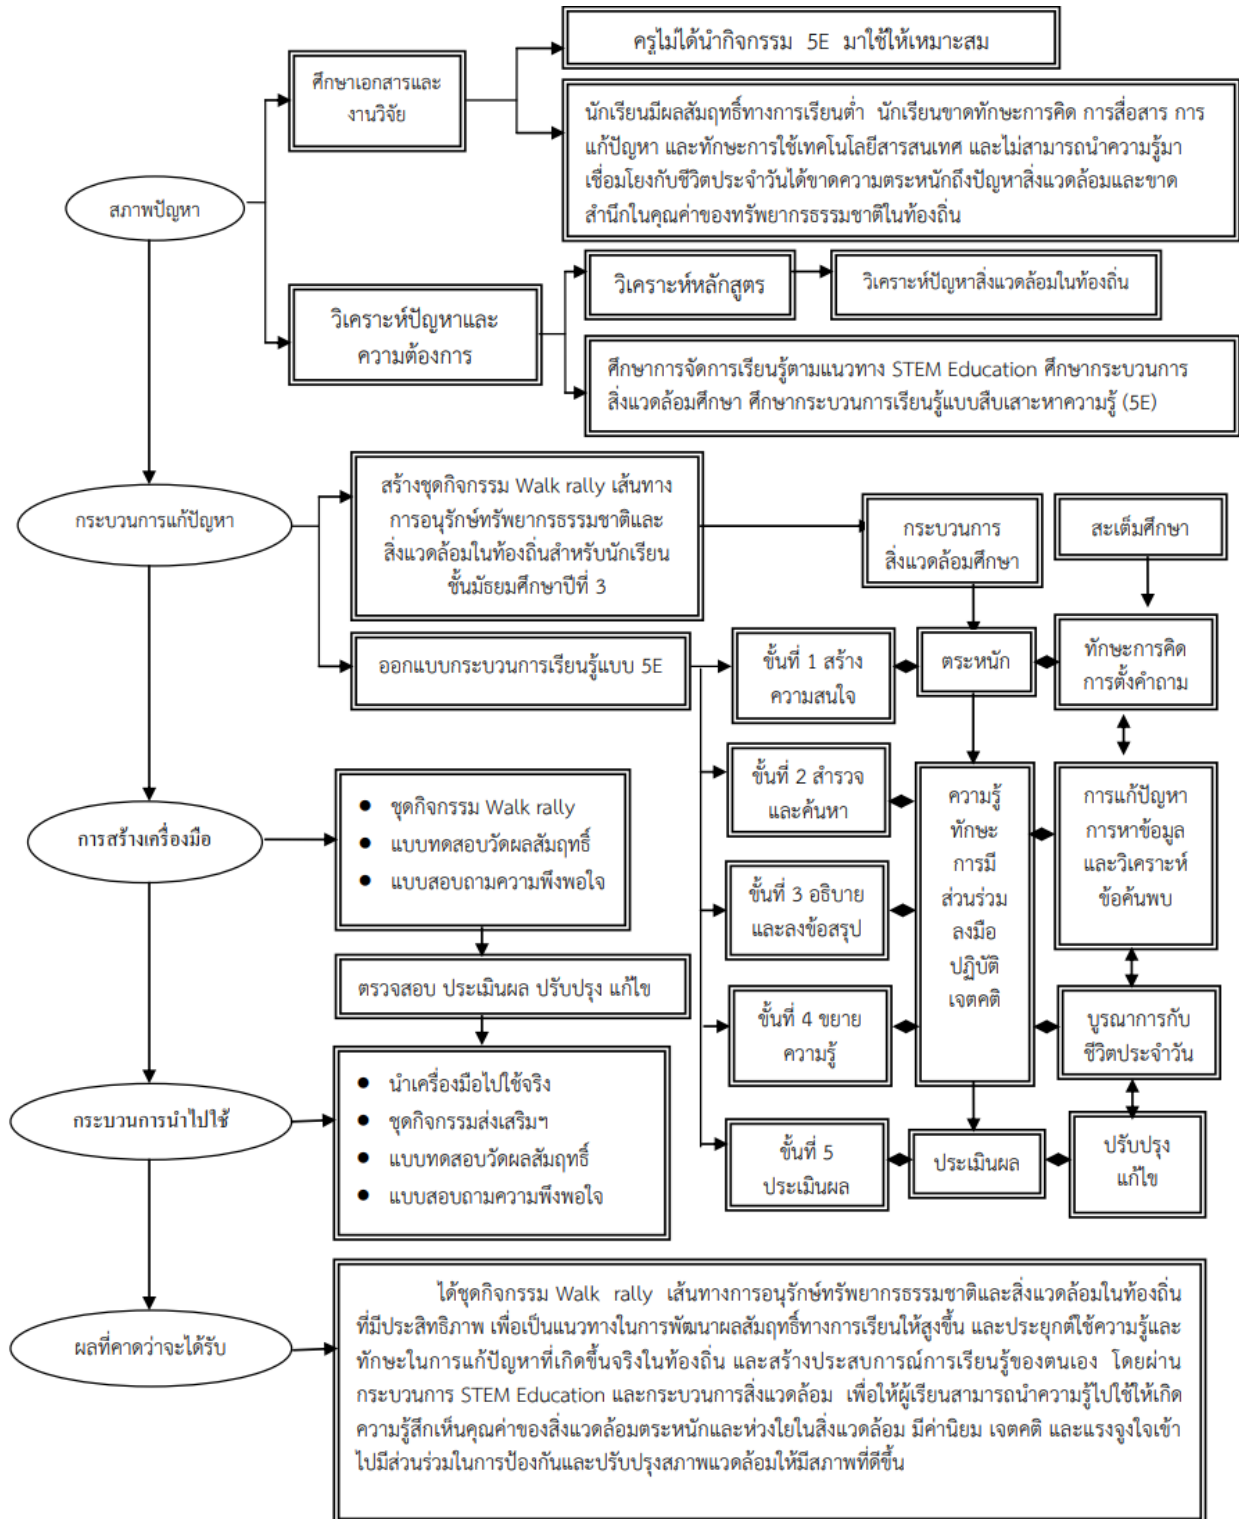 ครูไม่ได้นำกิจกรรม 5E มาใช้ให้เหมาะสม
ศึกษาเอกสารและ
งานวิจัย
นักเรียนมีผลสัมฤทธิ์ทางการเรียนต่ำ นักเรียนขาดทักษะการคิด การสื่อสาร การ
แก้ปัญหา และทักษะการใช้เทคโนโลยีสารสนเทศ และไม่สามารถนำความรู้มา
เชื่อมโยงกับชีวิตประจำวันได้ขาดความตระหนักถึงปัญหาสิ่งแวดล้อมและขาด
สำนึกในคุณค่าของทรัพยากรธรรมชาติในท้องถิ่น
สภาพปัญหา
วิเคราะห์ปัญหาและ
ความต้องการ
วิเคราะห์หลักสูตร
วิเคราะห์ปัญหาสิ่งแวดล้อมในท้องถิ่น
ศึกษาการจัดการเรียนรู้ตามแนวทาง STEM Education ศึกษากระบวนการ
สิ่งแวดล้อมศึกษา ศึกษากระบวนการเรียนรู้แบบสืบเสาะหาความรู้ (5E)
กระบวนการแก้ปัญหา
สร้างชุดกิจกรรม Walk rally เส้นทาง
การอนุรักษ์ทรัพยากรธรรมชาติและ
สิ่งแวดล้อมในท้องถิ่นสำหรับนักเรียน
ชั้นมัธยมศึกษาปีที่ 3
กระบวนการ
สิ่งแวดล้อมศึกษา
สะเต็มศึกษา
ออกแบบกระบวนการเรียนรู้แบบ 5E
ขั้นที่ 1 สร้าง
ความสนใจ
ตระหนัก
ทักษะการคิด
การตั้งคำถาม
ขั้นที่ 2 สำรวจ
และค้นหา
ขั้นที่ 3 อธิบาย
และลงข้อสรุป
ขั้นที่ 4 ขยาย
ความรู้
ขั้นที่ 5
ประเมินผล
ความรู้
ทักษะ
การมี
ส่วนร่วม
ลงมือ
ปฏิบัติ
เจตคติ
ประเมินผล
การแก้ปัญหา
การหาข้อมูล
และวิเคราะห์
ข้อค้นพบ
บูรณาการกับ
ชีวิตประจำวัน
ปรับปรุง
แก้ไข
การสร้างเครื่องมือ
● ชุดกิจกรรม Walk rally
● แบบทดสอบวัดผลสัมฤทธิ์
● แบบสอบถามความพึงพอใจ
ตรวจสอบ ประเมินผล ปรับปรุง แก้ไข
กระบวนการนำไปใช้
● นำเครื่องมือไปใช้จริง
● ชุดกิจกรรมส่งเสริมฯ
● แบบทดสอบวัดผลสัมฤทธิ์
● แบบสอบถามความพึงพอใจ
ผลที่คาดว่าจะได้รับ
ได้ชุดกิจกรรม Walk rally เส้นทางการอนุรักษ์ทรัพยากรธรรมชาติและสิ่งแวดล้อมในท้องถิ่น
ที่มีประสิทธิภาพ เพื่อเป็นแนวทางในการพัฒนาผลสัมฤทธิ์ทางการเรียนให้สูงขึ้น และประยุกต์ใช้ความรู้และ
ทักษะในการแก้ปัญหาที่เกิดขึ้นจริงในท้องถิ่น และสร้างประสบการณ์การเรียนรู้ของตนเอง โดยผ่าน
กระบวนการ STEM Education และกระบวนการสิ่งแวดล้อม เพื่อให้ผู้เรียนสามารถนำความรู้ไปใช้ให้เกิด
ความรู้สึกเห็นคุณค่าของสิ่งแวดล้อมตระหนักและห่วงใยในสิ่งแวดล้อม มีค่านิยม เจตคติ และแรงจูงใจเข้า
ไปมีส่วนร่วมในการป้องกันและปรับปรุงสภาพแวดล้อมให้มีสภาพที่ดีขึ้น